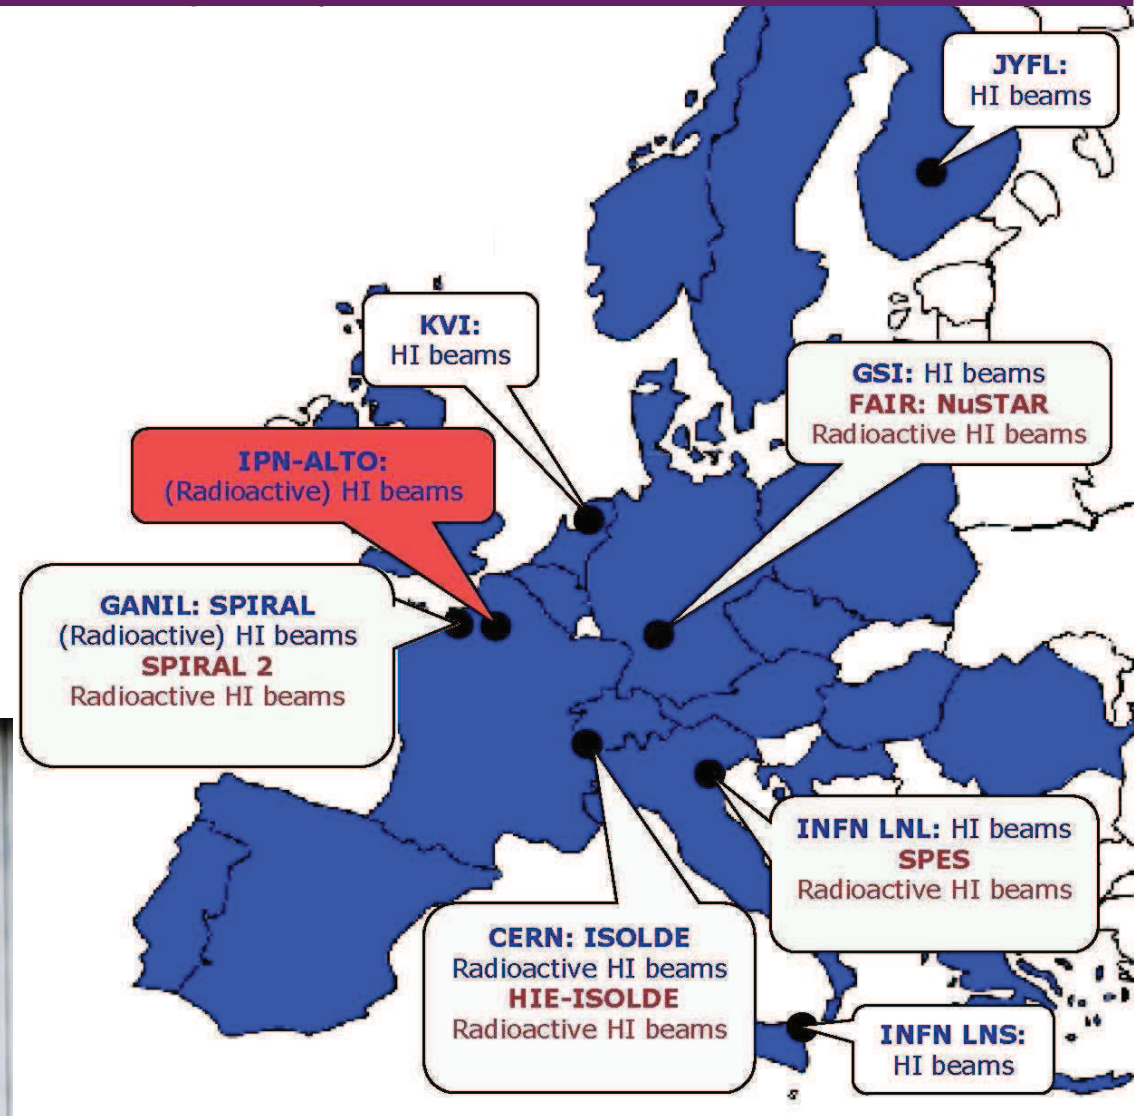 JYFL:
HI beams
KVI:
HI beams
GSI: HI beams
FAIR: NuSTAR
Radioactive HI beams
IPN-ALTO:
(Radioactive) HI beams
GANIL: SPIRAL
(Radioactive) HI beams
SPIRAL 2
Radioactive HI beams
INFN LNL: HI beams
SPES
Radioactive HI beams
CERN: ISOLDE
Radioactive HI beams
HIE-ISOLDE
Radioactive HI beams
INFN LNS:
HI beams